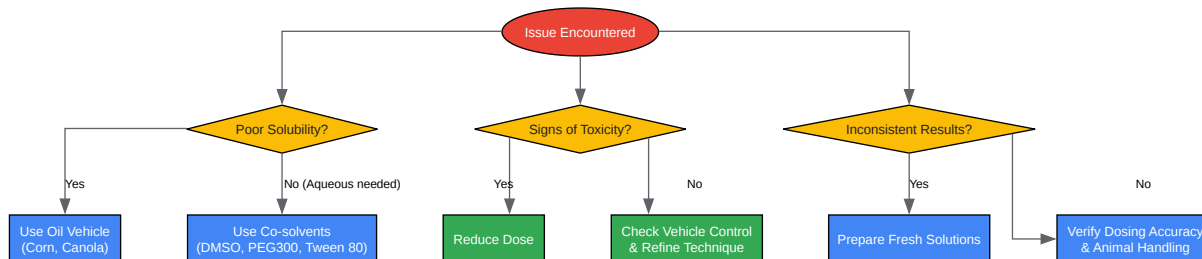 Issue Encountered
Poor Solubility?
Signs of Toxicity?
Inconsistent Results?
Yes
No (Aqueous needed)
Yes
No
Yes
No
Use Oil Vehicle
(Corn, Canola)
Use Co-solvents
(DMSO, PEG300, Tween 80)
Reduce Dose
Check Vehicle Control
& Refine Technique
Prepare Fresh Solutions
Verify Dosing Accuracy
& Animal Handling